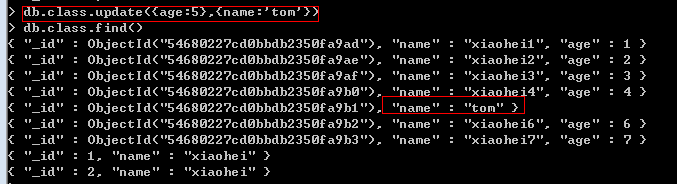 > db.class.update({age:5},{name:'tom'})
> db.class.find()
{ "_id" : ObjectId("54680227cd0bbdb2350fa9ad"), "name" : "xiaohei1", "age" : 1 }
{ "_id" : ObjectId("54680227cd0bbdb2350fa9ae"), "name" : "xiaohei2", "age" : 2 }
{ "_id" : ObjectId("54680227cd0bbdb2350fa9af"), "name" : "xiaohei3", "age" : 3 }
{ "_id" : ObjectId("54680227cd0bbdb2350fa9b0"), "name" : "xiaohei4", "age" : 4 }
{ "_id" : ObjectId("54680227cd0bbdb2350fa9b1"), "name" : "tom" }
{ "_id" : ObjectId("54680227cd0bbdb2350fa9b2"), "name" : "xiaohei6", "age" : 6 }
{ "_id" : ObjectId("54680227cd0bbdb2350fa9b3"), "name" : "xiaohei7", "age" : 7 }
{ "_id" : 1, "name" : "xiaohei" }
{ "_id" : 2, "name" : "xiaohei" }